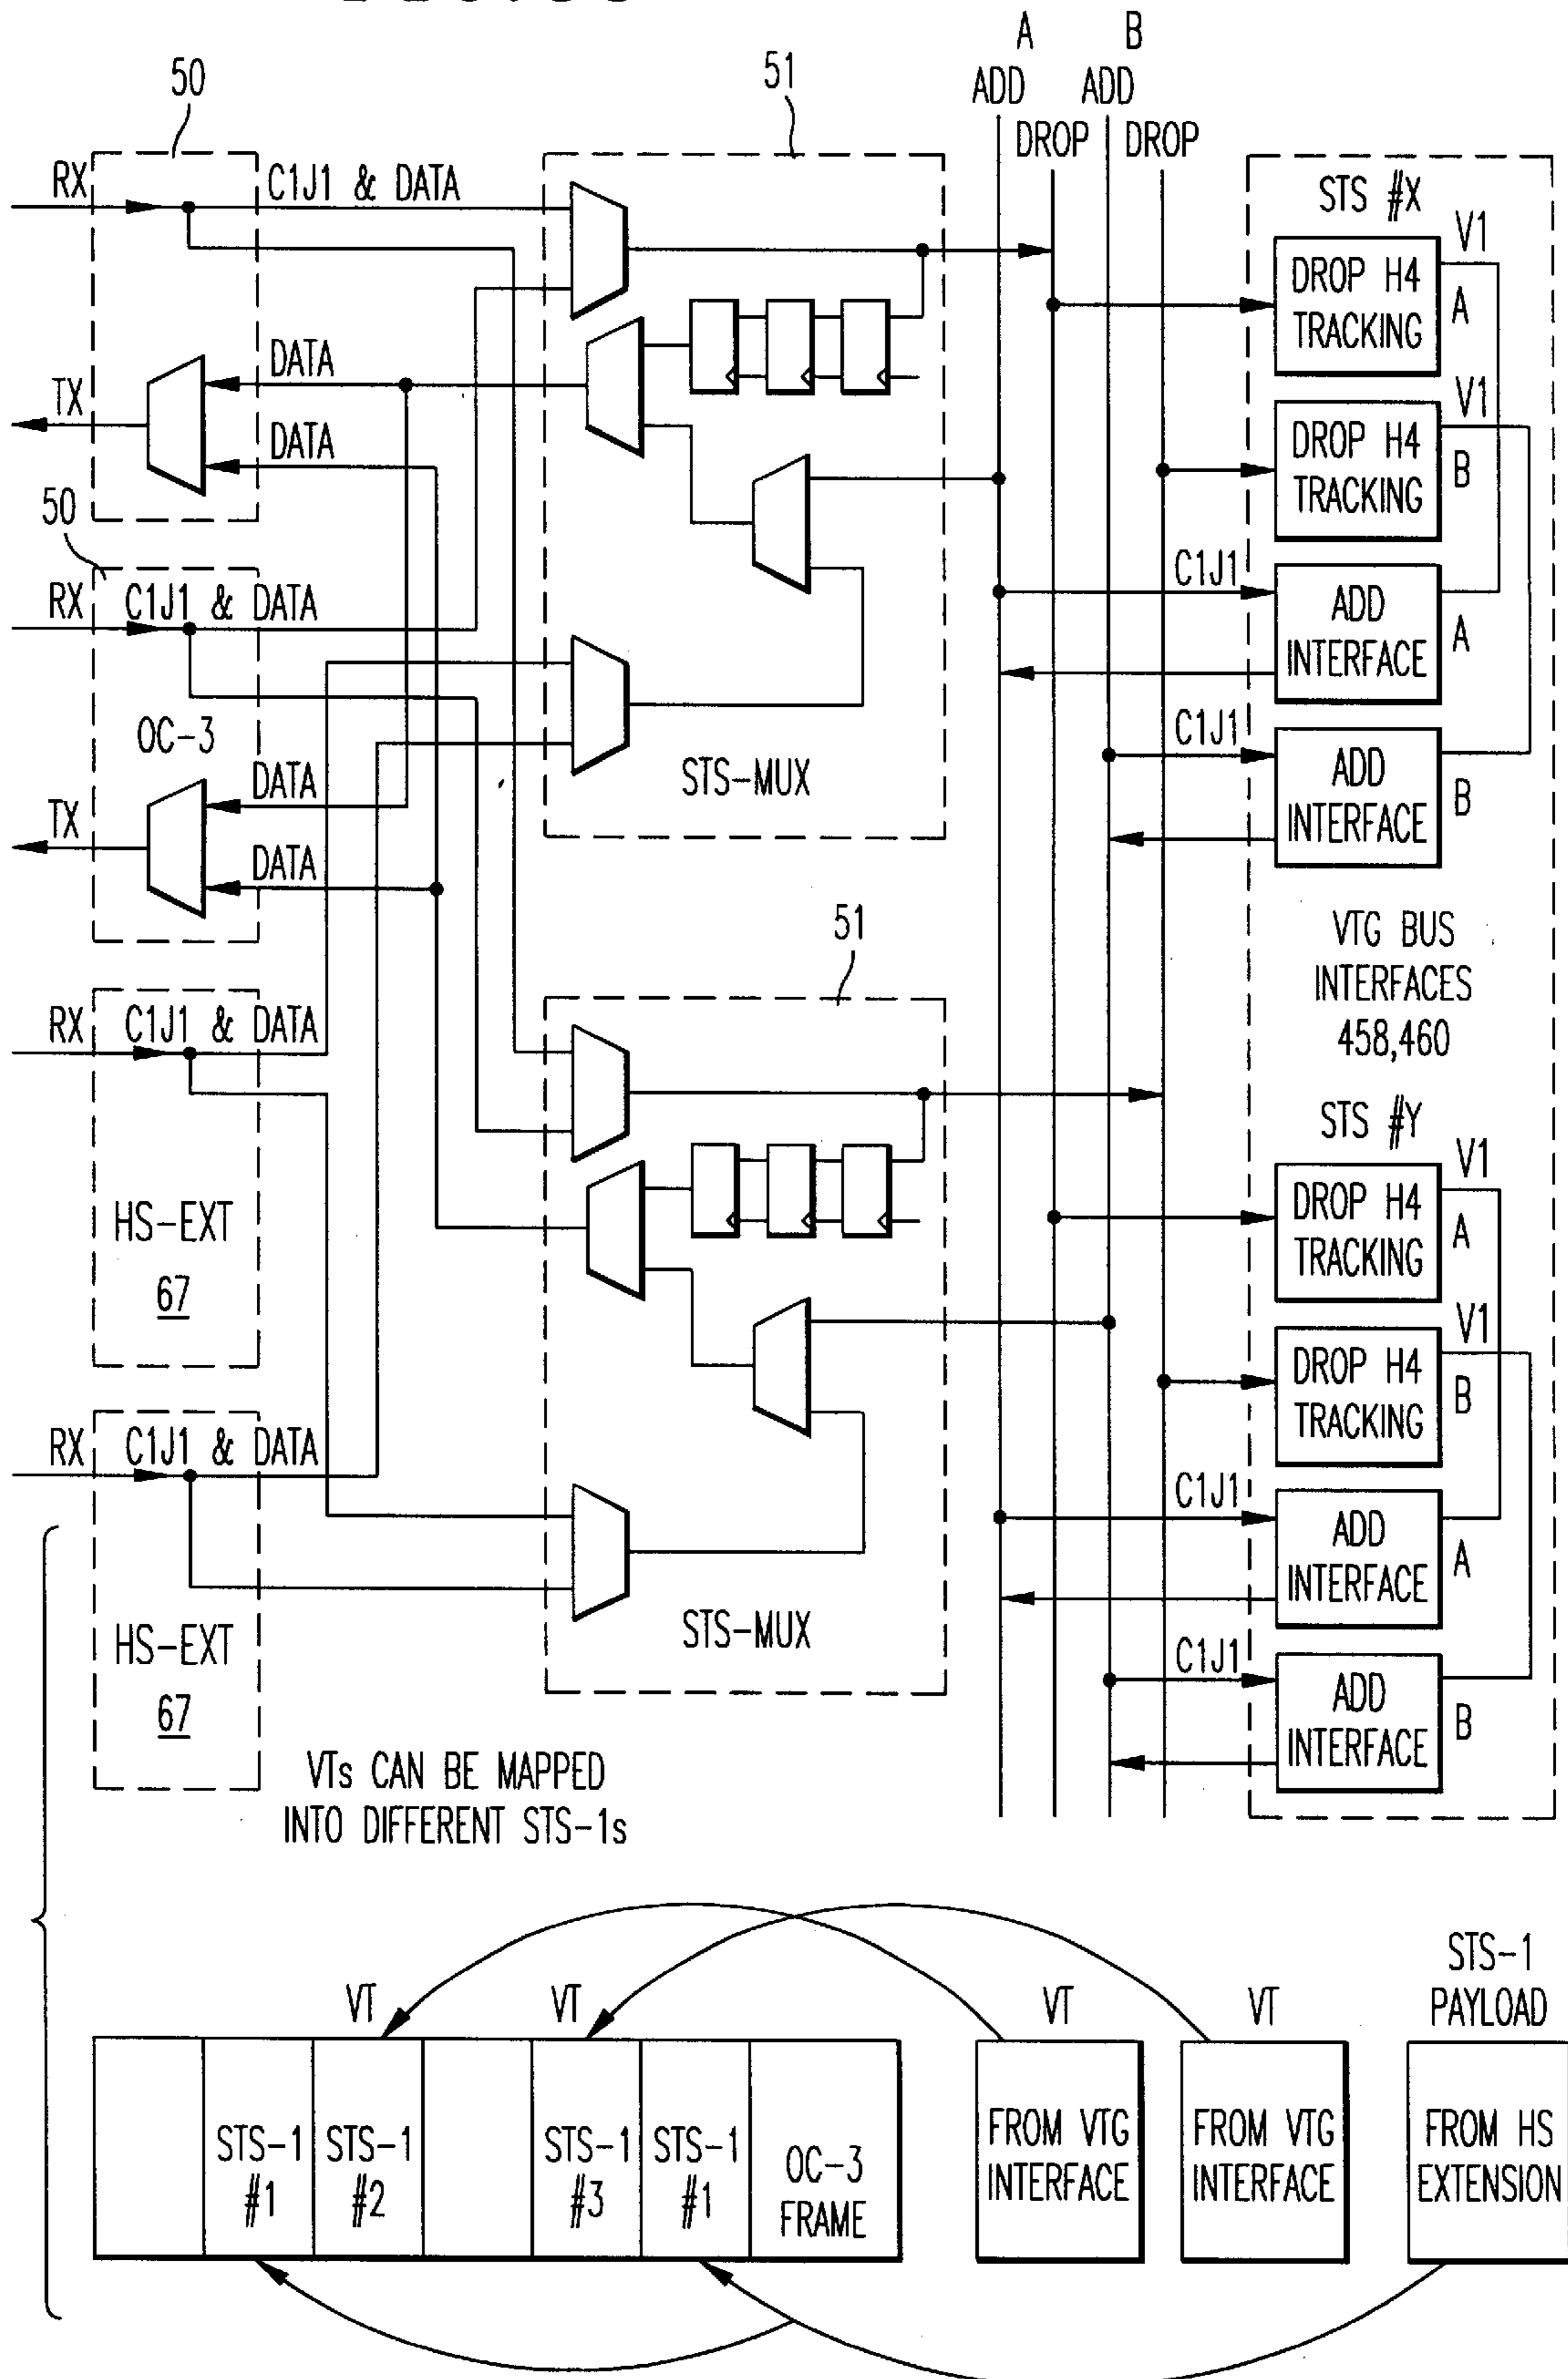 A B
ADD ADD
DROP DROP
50
51
RX
C1J1 & DATA
DATA
TX
DATA
50
RX
C1J1 & DATA
OC-3
DATA
TX
DATA
STS-MUX
51
RX
C1J1 & DATA
HS-EXT
67
RX
C1J1 & DATA
HS-EXT
67
STS-MUX
STS #X
DROP H4
TRACKING
V1
A
DROP H4
TRACKING
V1
B
C1J1
ADD
INTERFACE
A
C1J1
ADD
INTERFACE
B
VTG BUS
INTERFACES
458,460
STS #Y
DROP H4
TRACKING
V1
A
DROP H4
TRACKING
V1
B
C1J1
ADD
INTERFACE
A
C1J1
ADD
INTERFACE
B
VTs CAN BE MAPPED
INTO DIFFERENT STS-1s
VT
VT
VT
VT
STS-1
PAYLOAD
STS-1
#1
STS-1
#2
STS-1
#3
STS-1
#1
OC-3
FRAME
FROM VTG
INTERFACE
FROM VTG
INTERFACE
FROM HS
EXTENSION